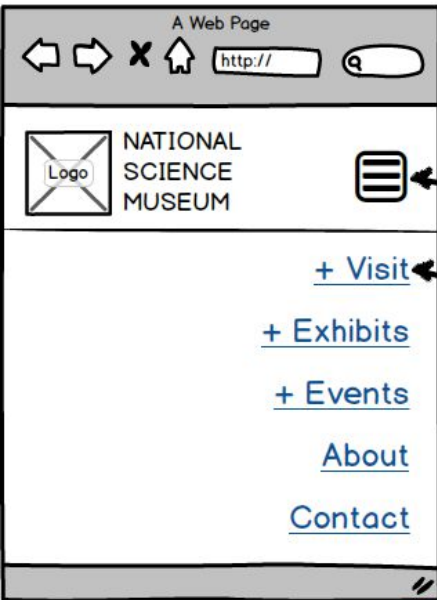 A Web Page
http://
Logo
NATIONAL
SCIENCE
MUSEUM
+ Visit
+ Exhibits
+ Events
About
Contact